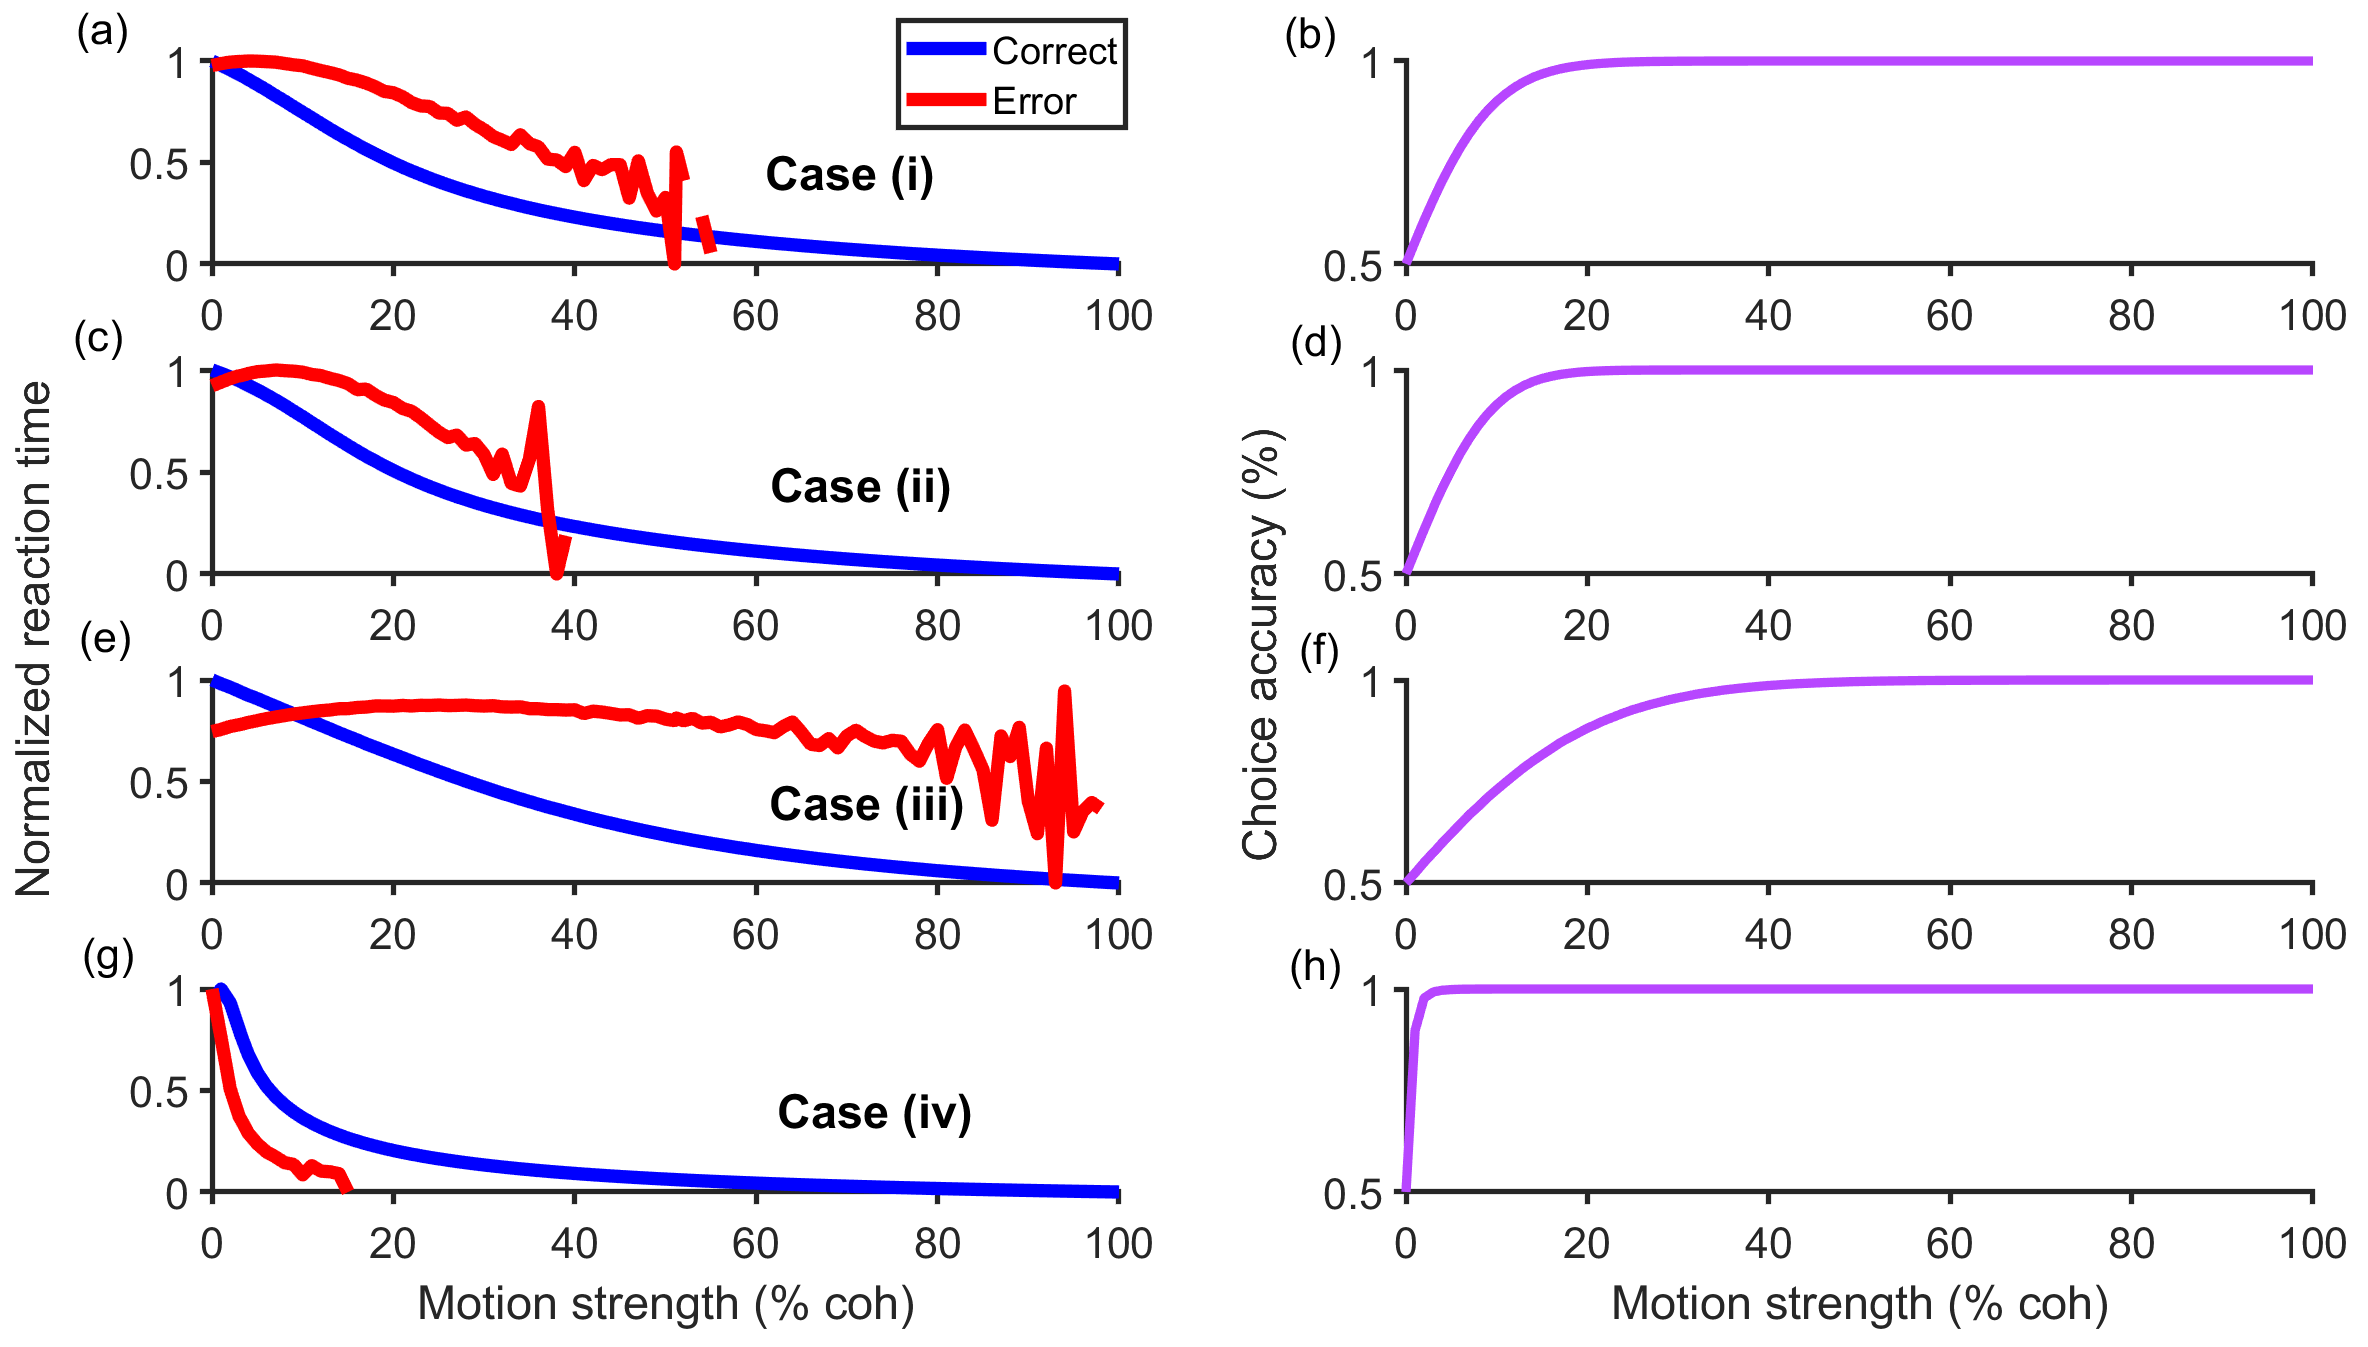 (a)
1
0.5
0
0 20 40 60 80 100
Correct
Error
Case (i)
(b)
1
0.5
0 20 40 60 80 100
(c)
1
0.5
0
0 20 40 60 80 100
Case (ii)
(d)
1
0.5
0 20 40 60 80 100
(e)
1
0.5
0
0 20 40 60 80 100
Case (iii)
(f)
1
0.5
0 20 40 60 80 100
(g)
1
0.5
0
0 20 40 60 80 100
Case (iv)
(h)
1
0.5
0 20 40 60 80 100
Normalized reaction time
Choice accuracy (%)
Motion strength (% coh)
Motion strength (% coh)